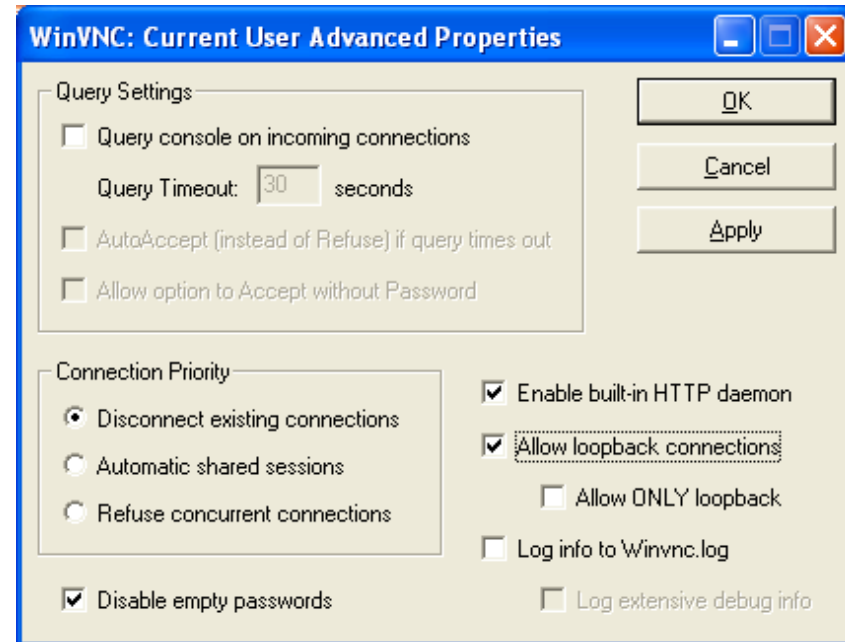 WinVNC: Current User Advanced Properties
Query Settings
Query console on incoming connections
Query Timeout: 30 seconds
AutoAccept (instead of Refuse) if query times out
Allow option to Accept without Password
OK
Cancel
Apply
Connection Priority
Disconnect existing connections
Automatic shared sessions
Refuse concurrent connections
Enable built-in HTTP daemon
Allow loopback connections
Allow ONLY loopback
Log info to Winvnc.log
Log extensive debug info
Disable empty passwords